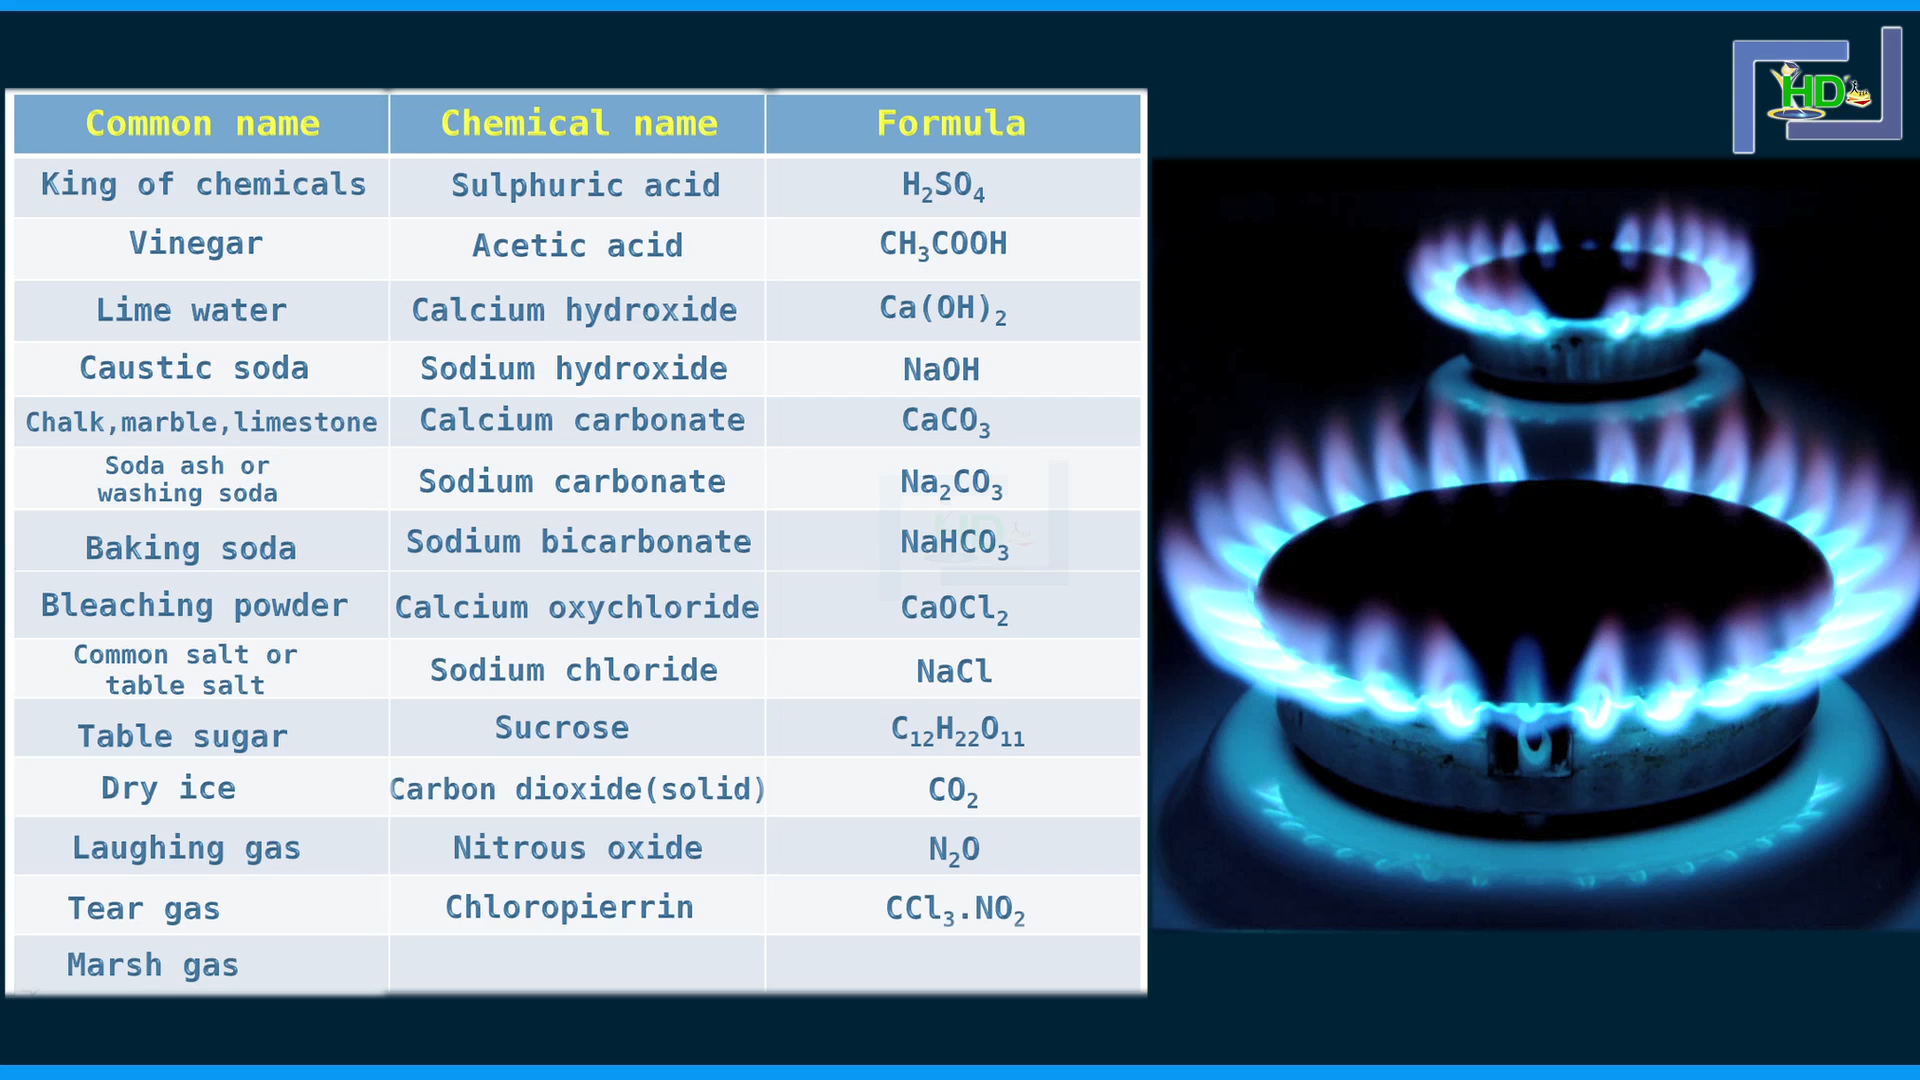 HD
Common name Chemical name Formula
King of chemicals Sulphuric acid H₂SO₄
Vinegar Acetic acid CH₃COOH
Lime water Calcium hydroxide Ca(OH)₂
Caustic soda Sodium hydroxide NaOH
Chalk,marble,limestone Calcium carbonate CaCO₃
Soda ash or
washing soda Sodium carbonate Na₂CO₃
Baking soda Sodium bicarbonate NaHCO₃
Bleaching powder Calcium oxychloride CaOCl₂
Common salt or
table salt Sodium chloride NaCl
Table sugar Sucrose C₁₂H₂₂O₁₁
Dry ice Carbon dioxide(solid) CO₂
Laughing gas Nitrous oxide N₂O
Tear gas Chloropierrin CCl₃.NO₂
Marsh gas